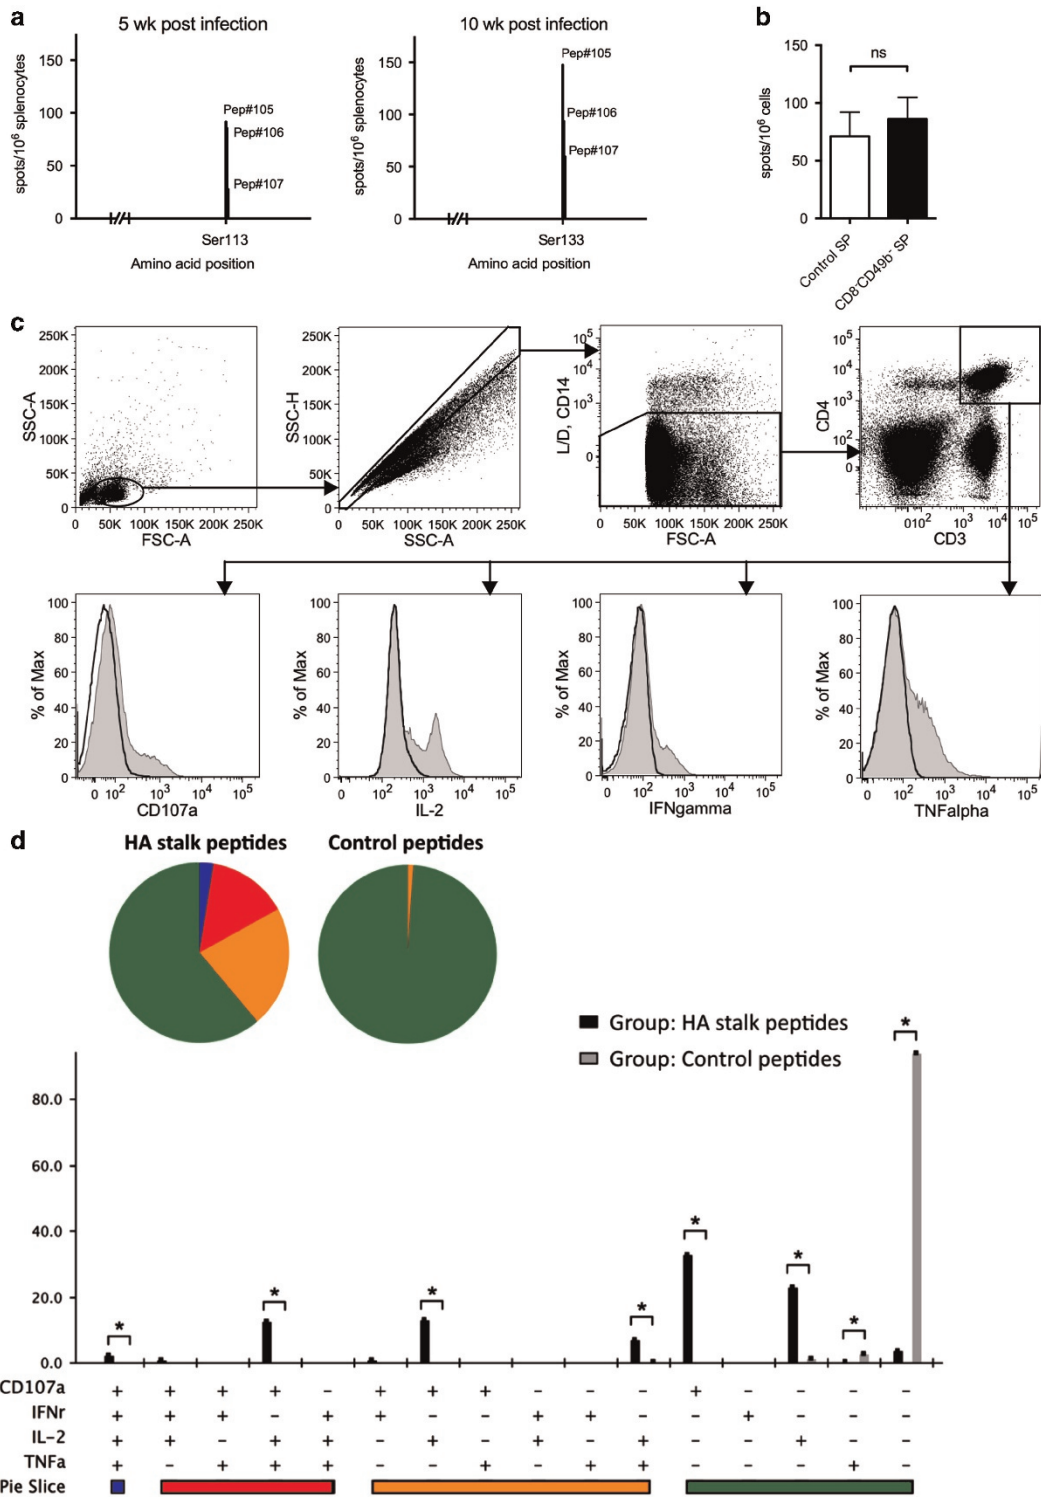 a
5 wk post infection
150
100
50
0
spots/10⁶ splenocytes
Pep#105
Pep#106
Pep#107
Ser113
Amino acid position
10 wk post infection
150
100
50
0
spots/10⁶ splenocytes
Pep#105
Pep#106
Pep#107
Ser133
Amino acid position
b
150
100
50
0
spots/10⁶ cells
ns
Control SP
CD8⁻CD49b⁻ SP
c
250K
200K
150K
100K
50K
0
SSC-A
0 50K 100K 150K 200K 250K
FSC-A
250K
200K
150K
100K
50K
0
SSC-H
0 50K 100K 150K 200K 250K
SSC-A
10⁵
10⁴
10³
0
L/D, CD14
0 50K 100K 150K 200K 250K
FSC-A
10⁵
10⁴
10³
10²
0
CD4
010² 10³ 10⁴ 10⁵
CD3
100
80
60
40
20
0
% of Max
0 10² 10³ 10⁴ 10⁵
CD107a
100
80
60
40
20
0
% of Max
0 10² 10³ 10⁴ 10⁵
IL-2
100
80
60
40
20
0
% of Max
0 10² 10³ 10⁴ 10⁵
IFNgamma
100
80
60
40
20
0
% of Max
0 10² 10³ 10⁴ 10⁵
TNFalpha
d
HA stalk peptides
Control peptides
Group: HA stalk peptides
Group: Control peptides
80.0
60.0
40.0
20.0
0.0
* * * * * * * *
CD107a + + + + - + + + - - - + - - - -
IFNr + + + - + + - - + + - - + - - -
IL-2 + + - + + - + - + - + - - + - -
TNFa + - + + + - - + - + + - - - + -
Pie Slice